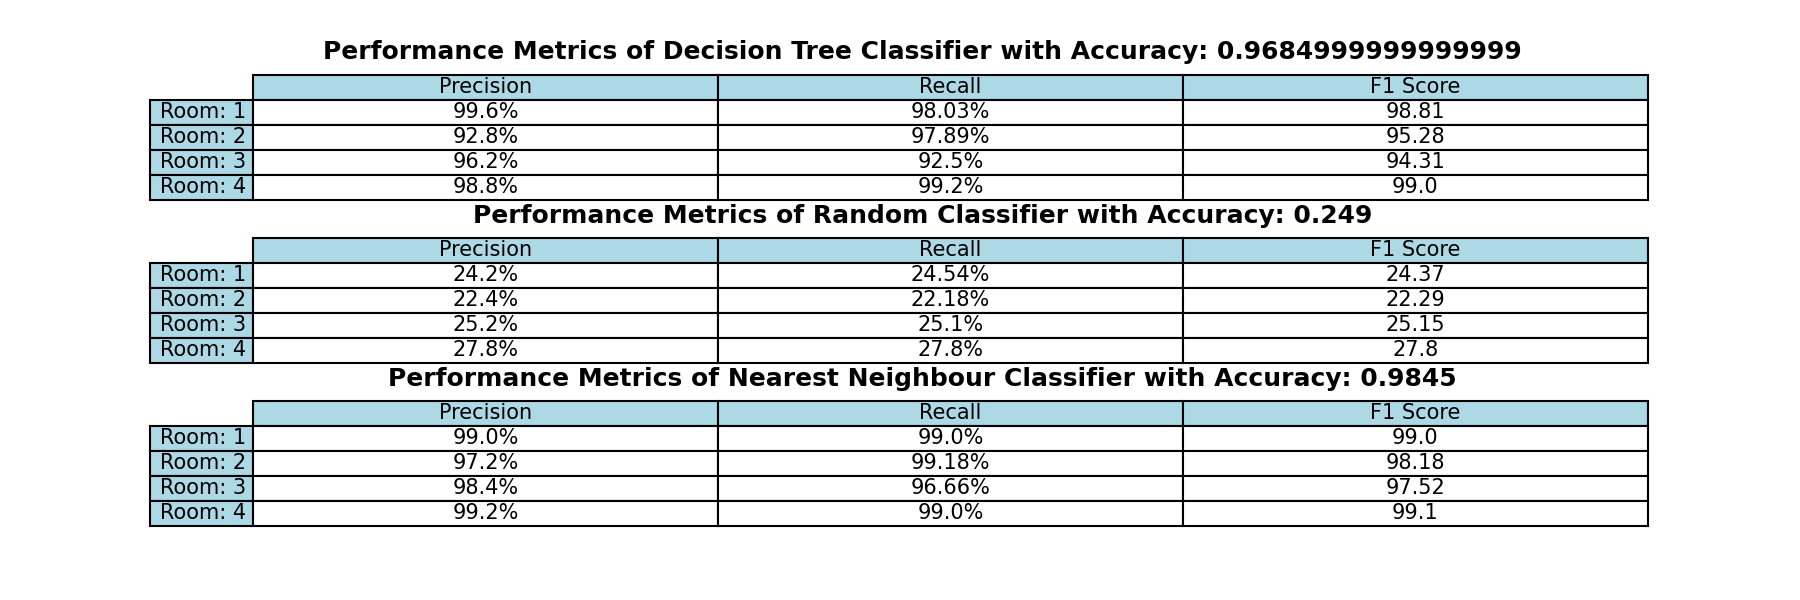 Performance Metrics of Decision Tree Classifier with Accuracy: 0.9684999999999999
Precision Recall F1 Score
Room: 1 99.6% 98.03% 98.81
Room: 2 92.8% 97.89% 95.28
Room: 3 96.2% 92.5% 94.31
Room: 4 98.8% 99.2% 99.0
Performance Metrics of Random Classifier with Accuracy: 0.249
Precision Recall F1 Score
Room: 1 24.2% 24.54% 24.37
Room: 2 22.4% 22.18% 22.29
Room: 3 25.2% 25.1% 25.15
Room: 4 27.8% 27.8% 27.8
Performance Metrics of Nearest Neighbour Classifier with Accuracy: 0.9845
Precision Recall F1 Score
Room: 1 99.0% 99.0% 99.0
Room: 2 97.2% 99.18% 98.18
Room: 3 98.4% 96.66% 97.52
Room: 4 99.2% 99.0% 99.1